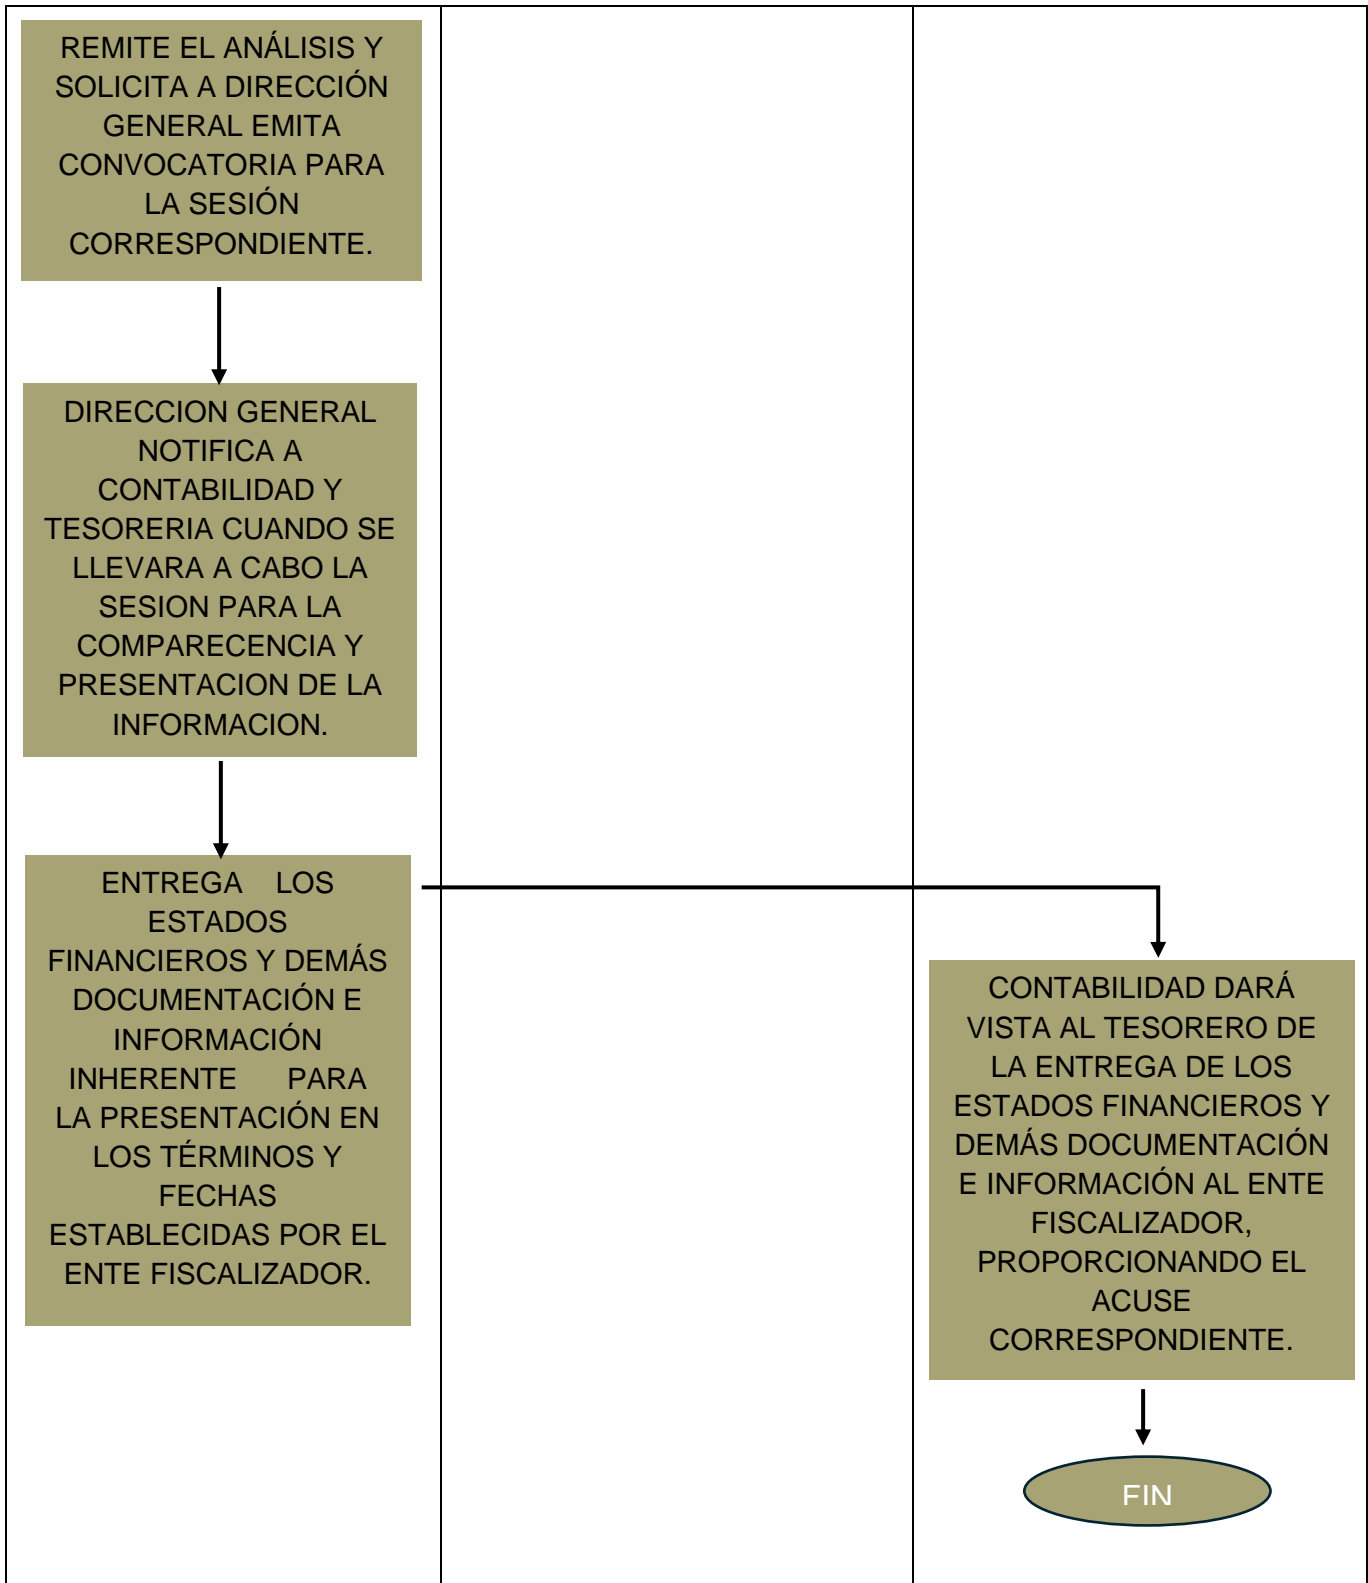 REMITE EL ANÁLISIS Y
SOLICITA A DIRECCIÓN
GENERAL EMITA
CONVOCATORIA PARA
LA SESIÓN
CORRESPONDIENTE.
DIRECCION GENERAL
NOTIFICA A
CONTABILIDAD Y
TESORERIA CUANDO SE
LLEVARA A CABO LA
SESION PARA LA
COMPARECENCIA Y
PRESENTACION DE LA
INFORMACION.
ENTREGA LOS
ESTADOS
FINANCIEROS Y DEMÁS
DOCUMENTACIÓN E
INFORMACIÓN
INHERENTE PARA
LA PRESENTACIÓN EN
LOS TÉRMINOS Y
FECHAS
ESTABLECIDAS POR EL
ENTE FISCALIZADOR.
CONTABILIDAD DARÁ
VISTA AL TESORERO DE
LA ENTREGA DE LOS
ESTADOS FINANCIEROS Y
DEMÁS DOCUMENTACIÓN
E INFORMACIÓN AL ENTE
FISCALIZADOR,
PROPORCIONANDO EL
ACUSE
CORRESPONDIENTE.
FIN